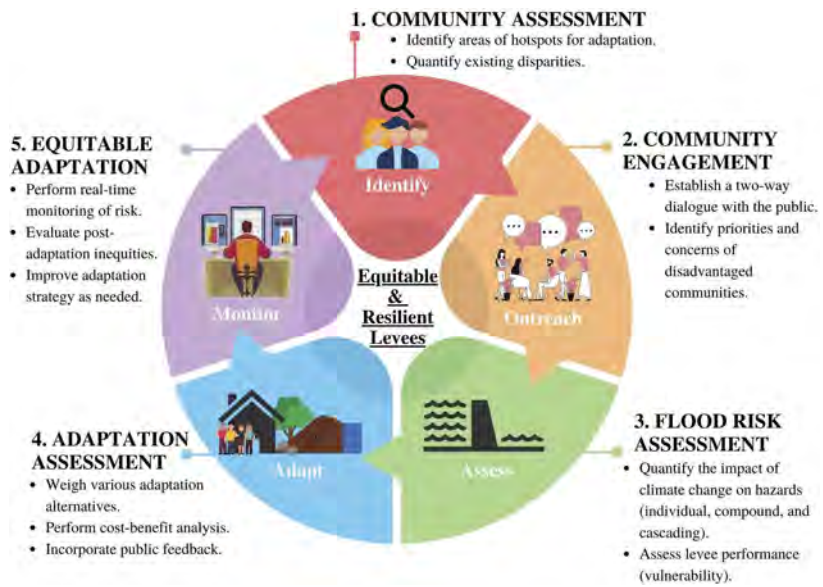 1. COMMUNITY ASSESSMENT
• Identify areas of hotspots for adaptation.
• Quantify existing disparities.
Identify
2. COMMUNITY
ENGAGEMENT
• Establish a two-way
dialogue with the public.
• Identify priorities and
concerns of
disadvantaged
communities.
Outreach
3. FLOOD RISK
ASSESSMENT
• Quantify the impact of
climate change on hazards
(individual, compound, and
cascading).
• Assess levee performance
(vulnerability).
Assess
4. ADAPTATION
ASSESSMENT
• Weigh various adaptation
alternatives.
• Perform cost-benefit analysis.
• Incorporate public feedback.
Adapt
5. EQUITABLE
ADAPTATION
• Perform real-time
monitoring of risk.
• Evaluate post-
adaptation inequities.
• Improve adaptation
strategy as needed.
Monitor
Equitable
&
Resilient
Levees